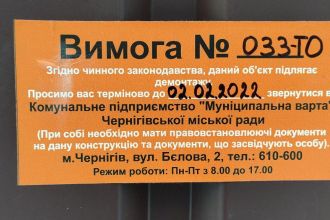 Вимога № 033-ТО
Згідно чинного законодавства, даний об'єкт підлягає
демонтажу
Просимо вас терміново до 02.02.2022 звернутися в
Комунальне підприємство "Муніципальна варта"
Чернігівської міської ради
(При собі необхідно мати правовстановлюючі документи
на дану конструкцію та документи, що засвідчують особу).
м.Чернігів, вул. Бєлова, 2, тел.: 610-600
Режим роботи: Пн-Пт з 8.00 до 17.00